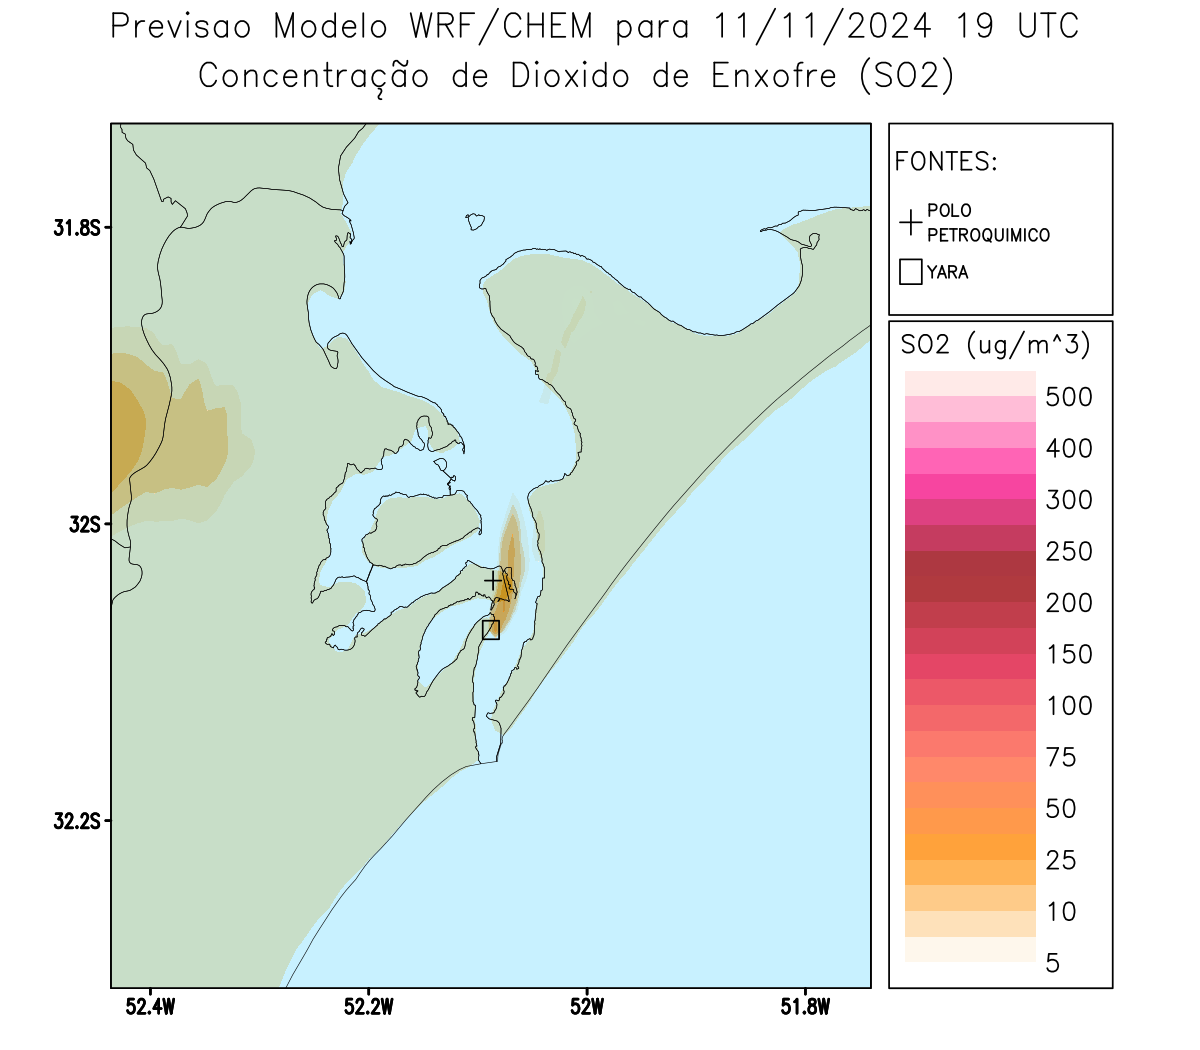 Previsao Modelo WRF/CHEM para 11/11/2024 19 UTC
Concentração de Dioxido de Enxofre (SO2)
FONTES:
POLO
PETROQUIMICO
YARA
31.8S
32S
32.2S
52.4W
52.2W
52W
51.8W
SO2 (ug/m^3)
500
400
300
250
200
150
100
75
50
25
10
5